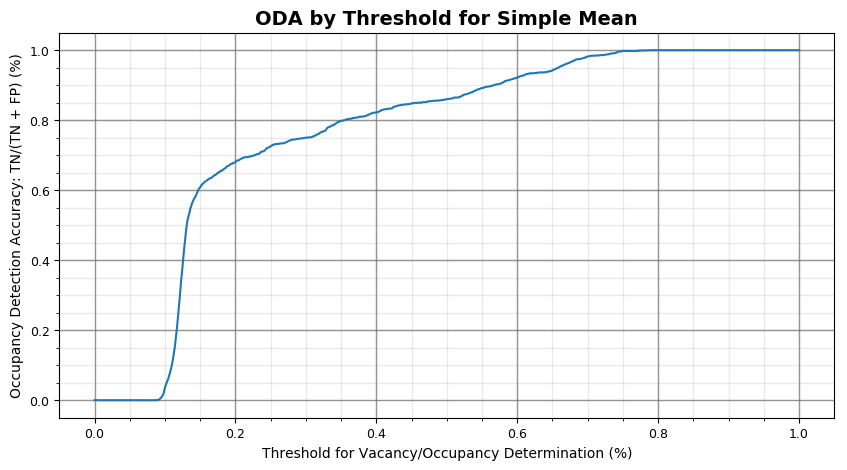 ODA by Threshold for Simple Mean
Occupancy Detection Accuracy: TN/(TN + FP) (%)
1.0
0.8
0.6
0.4
0.2
0.0
0.0 0.2 0.4 0.6 0.8 1.0
Threshold for Vacancy/Occupancy Determination (%)